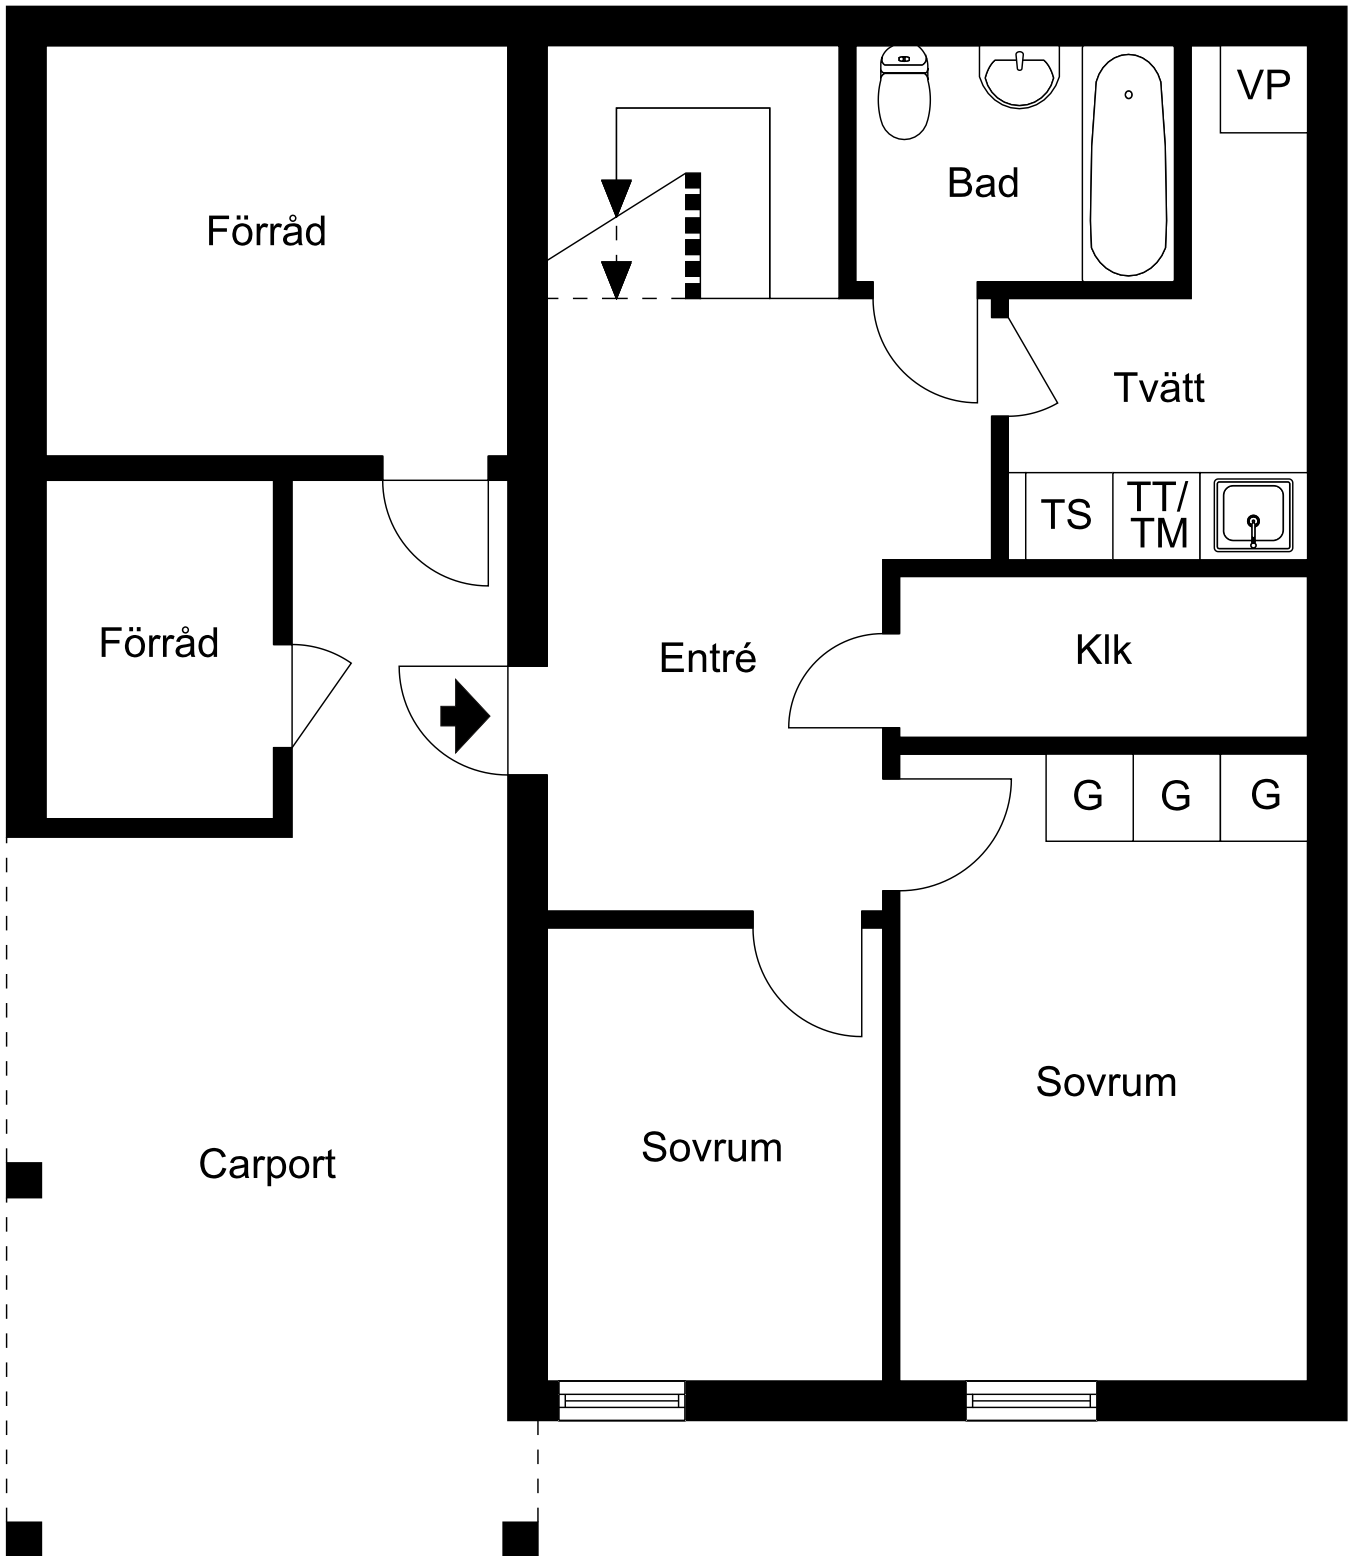 VP
Bad
Förråd
Tvätt
TS
TT/
TM
Förråd
Entré
Klk
G
G
G
Sovrum
Sovrum
Carport